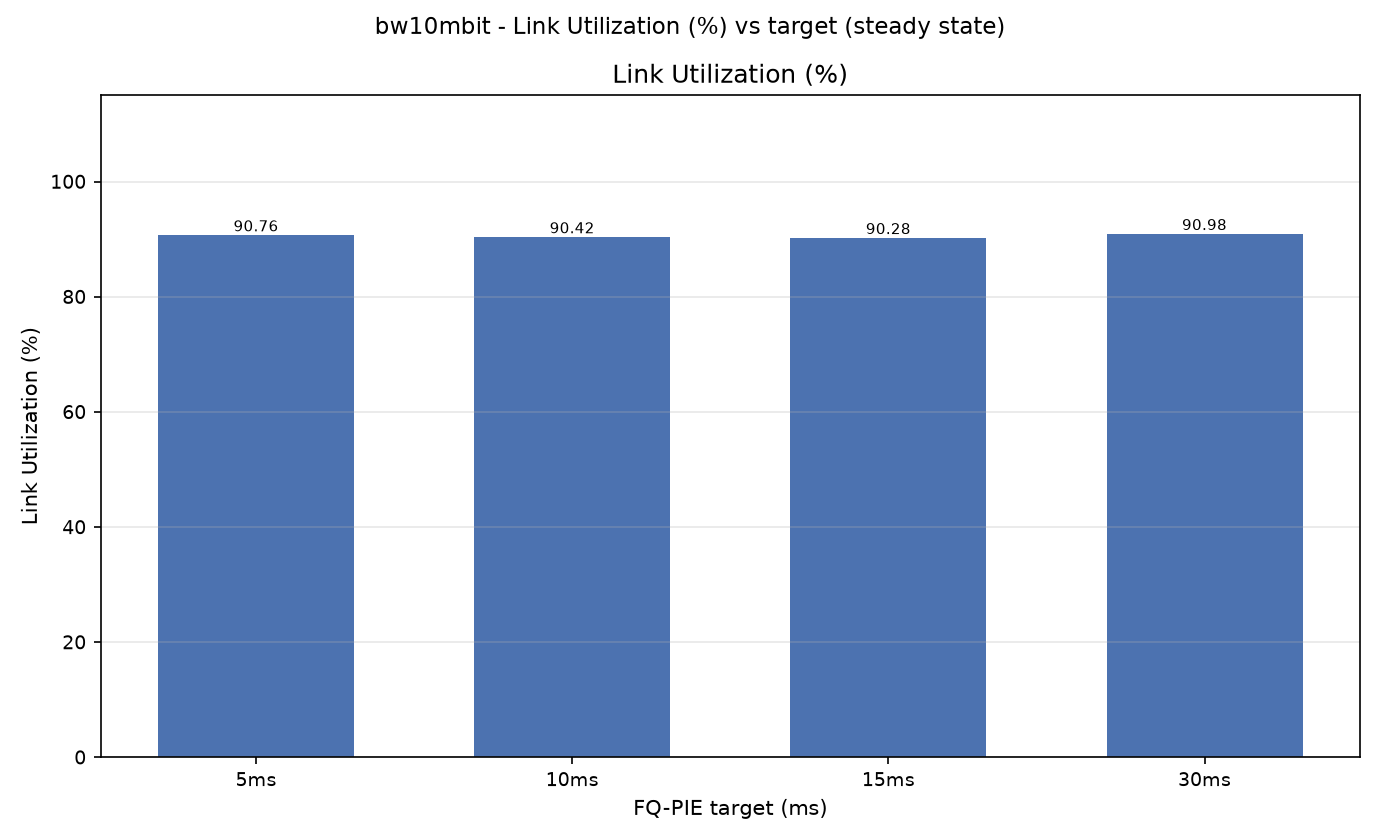 bw10mbit - Link Utilization (%) vs target (steady state)
Link Utilization (%)
Link Utilization (%)
100
80
60
40
20
0
90.76
90.42
90.28
90.98
5ms
10ms
15ms
30ms
FQ-PIE target (ms)